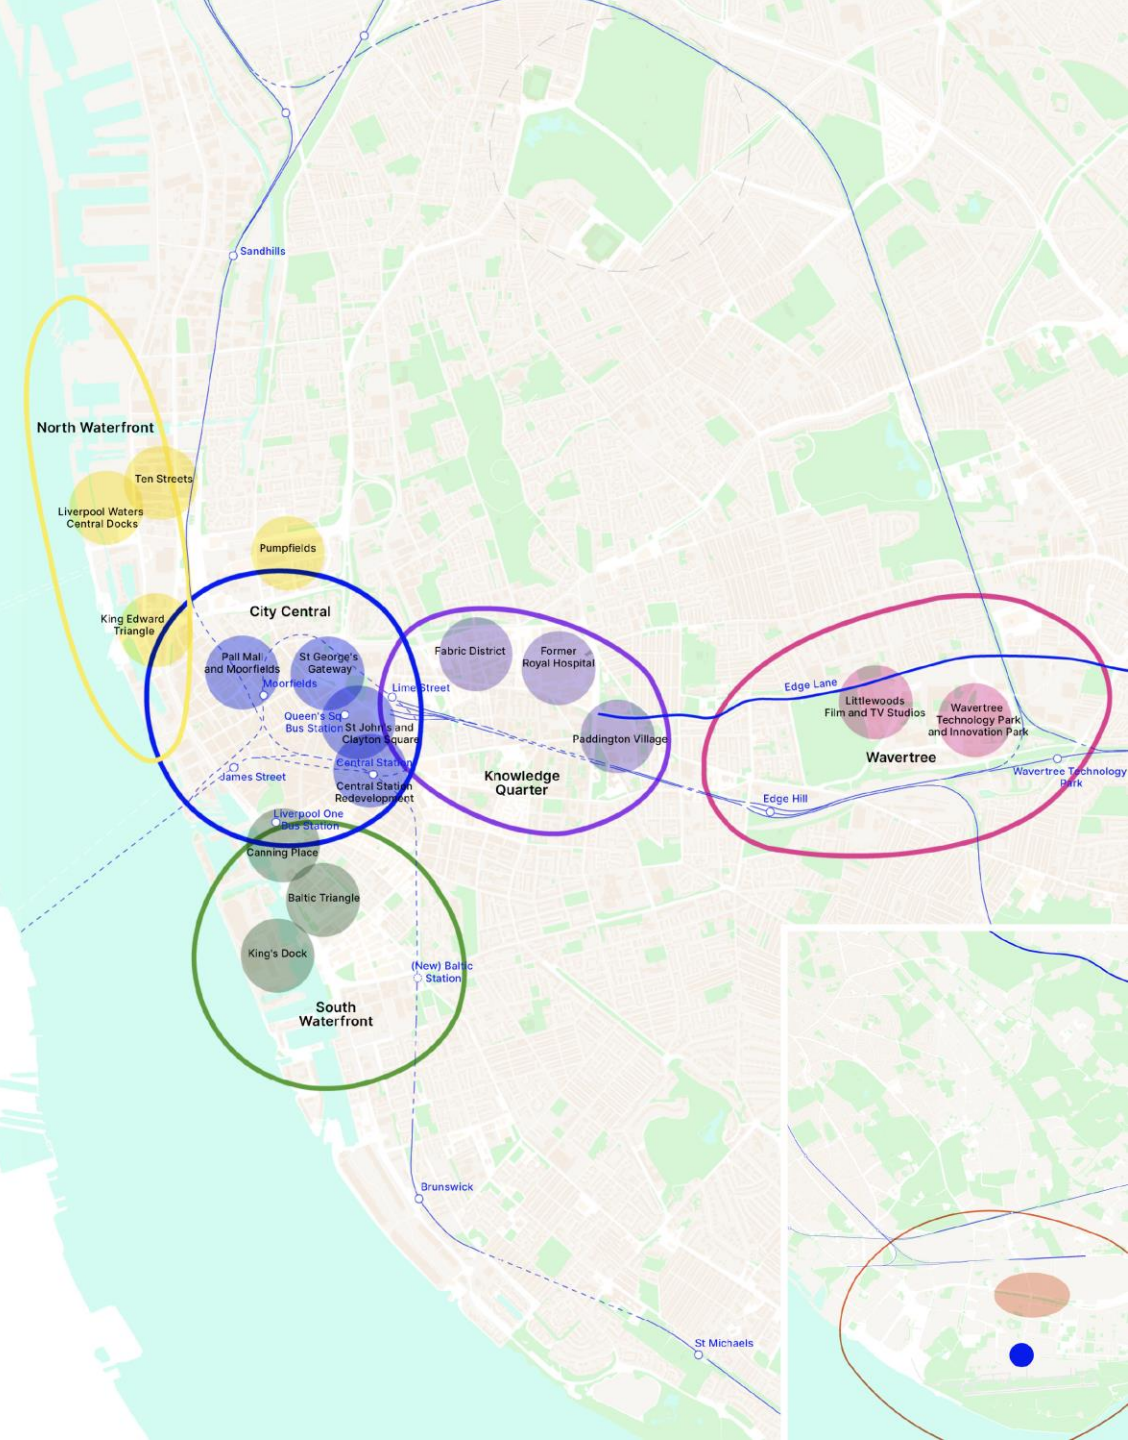 Sandhills
North Waterfront
Ten Streets
Liverpool Waters
Central Docks
Pumpfields
City Central
King Edward
Triangle
Pall Mall
and Moorfields
St George's
Gateway
Moorfields
Lime Street
Queen's Sq
Bus Station
St John's and
Clayton Square
Central Station
James Street
Central Station
Redevelopment
Fabric District
Former
Royal Hospital
Paddington Village
Knowledge
Quarter
Edge Lane
Littlewoods
Film and TV Studios
Wavertree
Technology Park
and Innovation Park
Wavertree
Wavertree Technology
Park
Edge Hill
Liverpool One
Bus Station
Canning Place
Baltic Triangle
King's Dock
(New) Baltic
Station
South
Waterfront
Brunswick
St Michaels